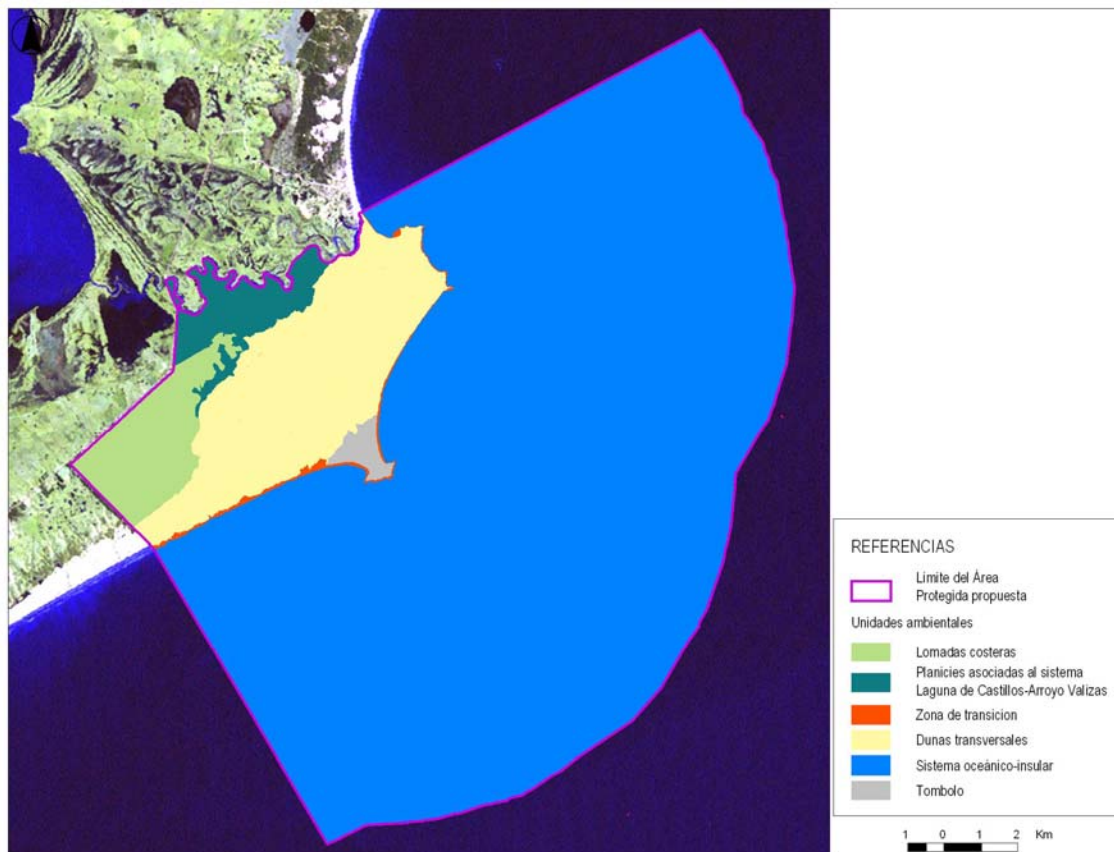 REFERENCIAS
Límite del Área
Protegida propuesta
Unidades ambientales
Lomadas costeras
Planicies asociadas al sistema
Laguna de Castillos-Arroyo Valizas
Zona de transicion
Dunas transversales
Sistema oceánico-insular
Tombolo
1 0 1 2 Km